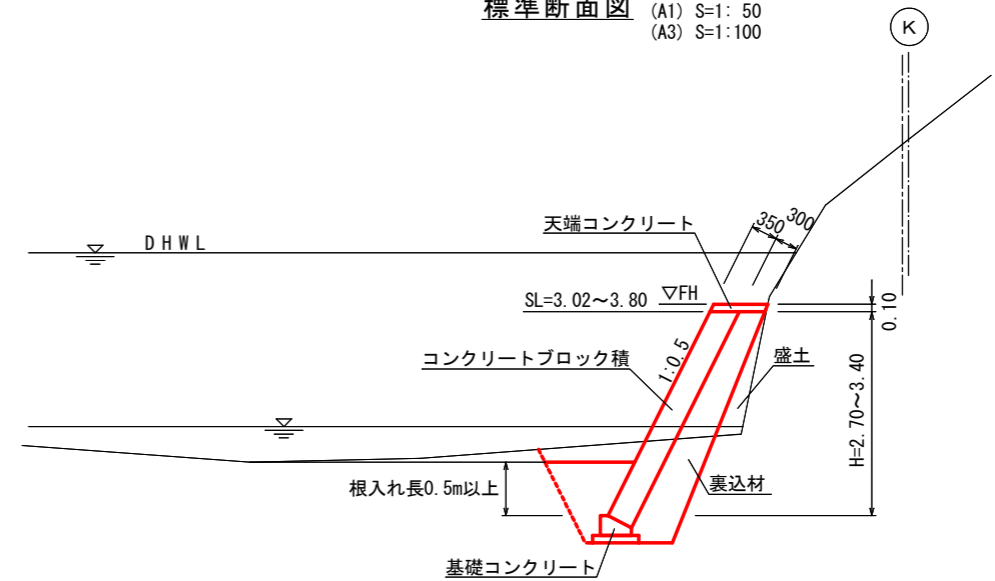 標準断面図
(A1) S=1: 50
(A3) S=1:100
K
350
300
天端コンクリート
DHWL
SL=3.02～3.80
▽FH
0.10
コンクリートブロック積
1:0.5
盛土
H=2.70～3.40
根入れ長0.5m以上
裏込材
基礎コンクリート